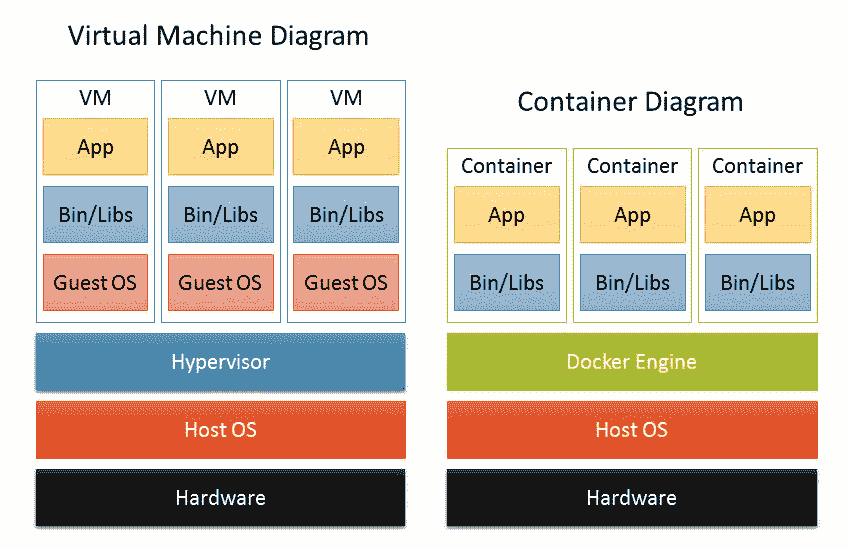 Virtual Machine Diagram
VM
VM
VM
App
App
App
Bin/Libs
Bin/Libs
Bin/Libs
Guest OS
Guest OS
Guest OS
Hypervisor
Host OS
Hardware
Container Diagram
Container
Container
Container
App
App
App
Bin/Libs
Bin/Libs
Bin/Libs
Docker Engine
Host OS
Hardware